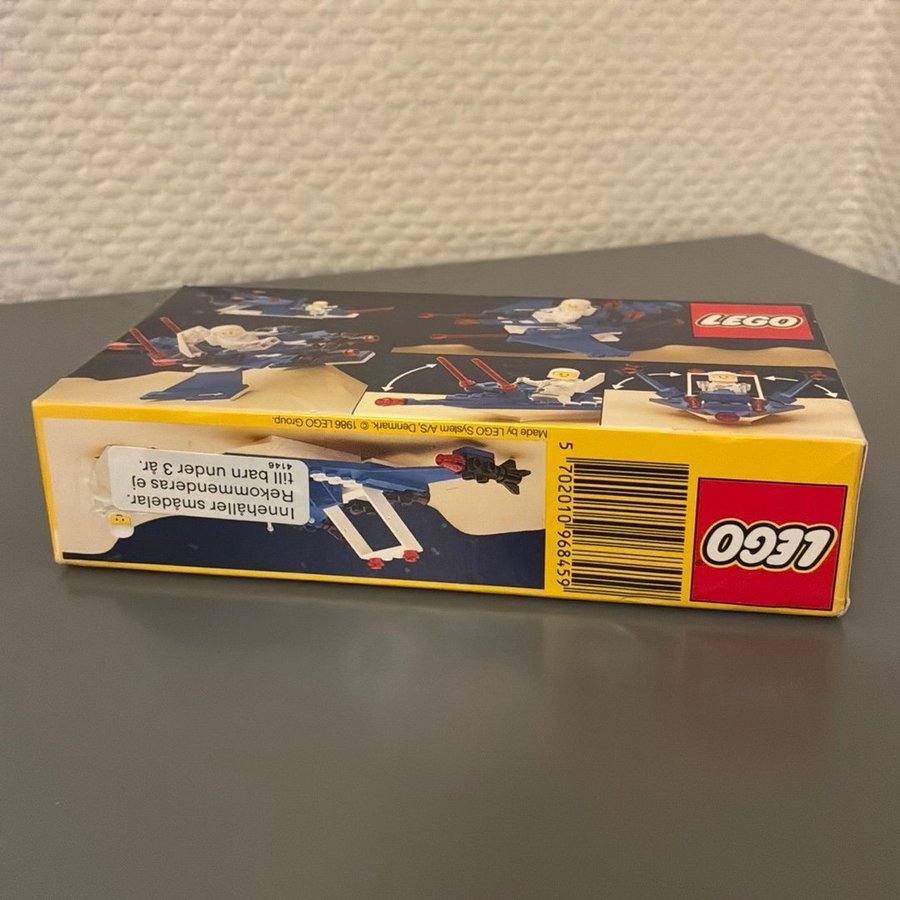 LEGO
Made by LEGO System A/S, Denmark. © 1986 LEGO Group.
Innehåller smådelar.
Rekommenderas ej
till barn under 3 år.
4146
5 702010 968459
LEGO